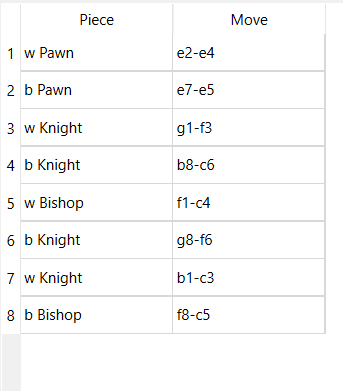 Piece Move
1 w Pawn e2-e4
2 b Pawn e7-e5
3 w Knight g1-f3
4 b Knight b8-c6
5 w Bishop f1-c4
6 b Knight g8-f6
7 w Knight b1-c3
8 b Bishop f8-c5